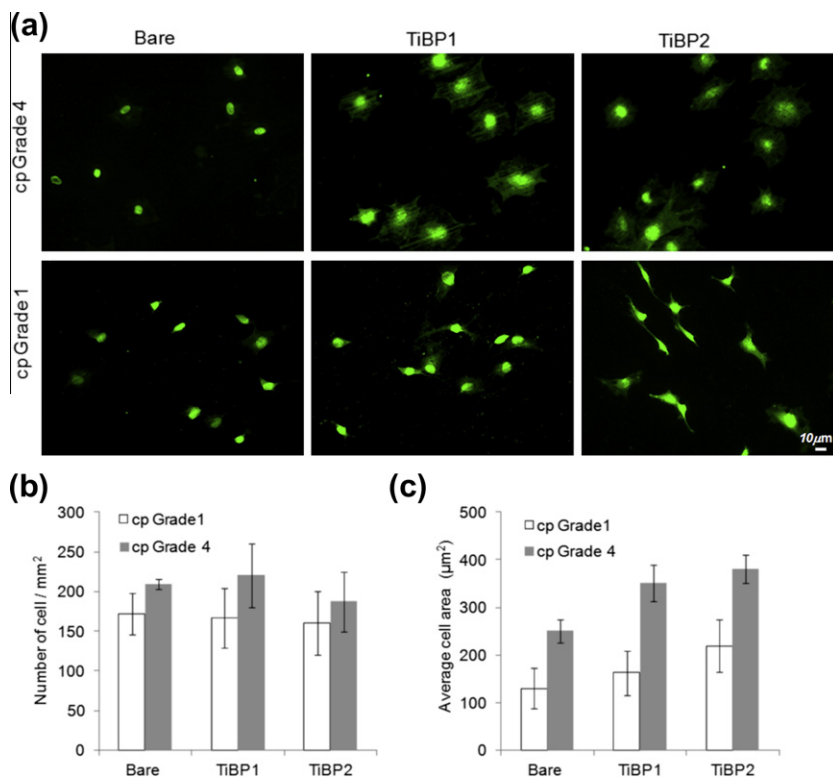 (a)
Bare TiBP1 TiBP2
cp Grade 4
cp Grade 1
10μm
(b)
300
250
200
150
100
50
0
Number of cell / mm²
cp Grade1
cp Grade 4
Bare TiBP1 TiBP2
(c)
500
400
300
200
100
0
Average cell area (μm²)
cp Grade1
cp Grade 4
Bare TiBP1 TiBP2